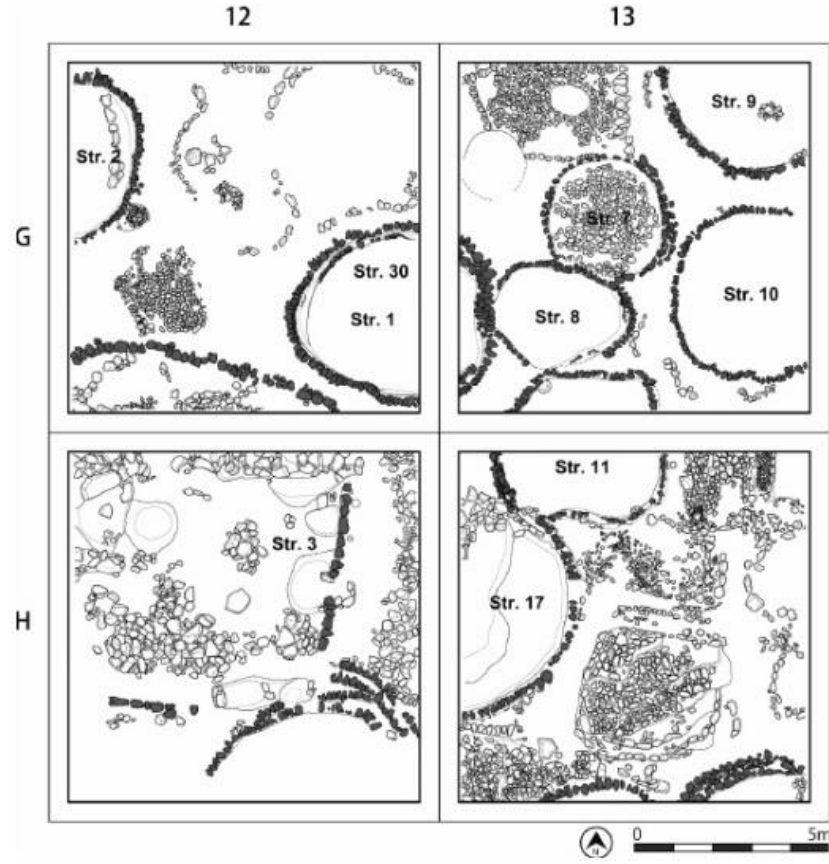 12 13
G
Str. 2
Str. 30
Str. 1
Str. 9
Str. 7
Str. 10
Str. 8
H
Str. 3
Str. 11
Str. 17
N
0 5m